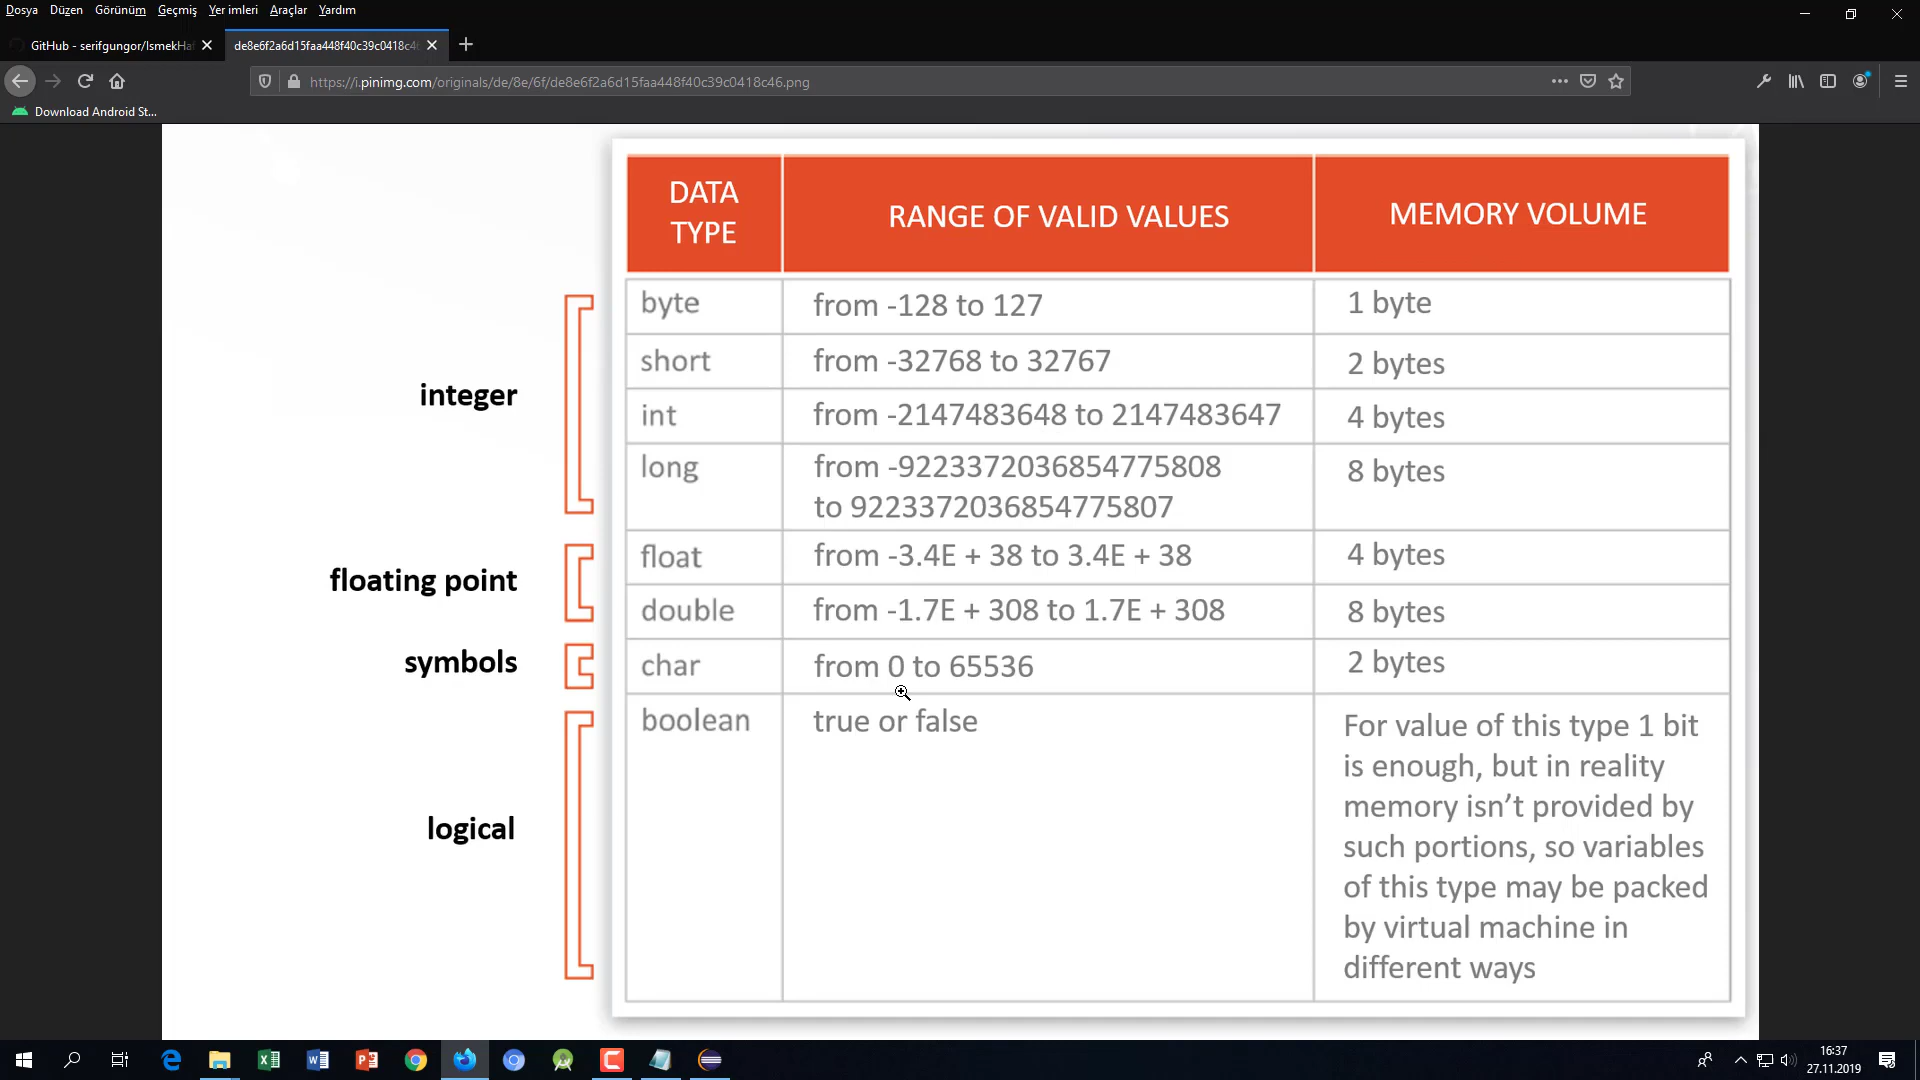 Dosya Düzen Görünüm Geçmiş Yer imleri Araçlar Yardım
GitHub - serifgungor/IsmekHa
de8e6f2a6d15faa448f40c39c0418c4
https://i.pinimg.com/originals/de/8e/6f/de8e6f2a6d15faa448f40c39c0418c46.png
Download Android St...
DATA
TYPE
RANGE OF VALID VALUES
MEMORY VOLUME
integer
byte
from -128 to 127
1 byte
short
from -32768 to 32767
2 bytes
int
from -2147483648 to 2147483647
4 bytes
long
from -9223372036854775808
to 9223372036854775807
8 bytes
floating point
float
from -3.4E + 38 to 3.4E + 38
4 bytes
double
from -1.7E + 308 to 1.7E + 308
8 bytes
symbols
char
from 0 to 65536
2 bytes
logical
boolean
true or false
For value of this type 1 bit
is enough, but in reality
memory isn't provided by
such portions, so variables
of this type may be packed
by virtual machine in
different ways
16:37
27.11.2019